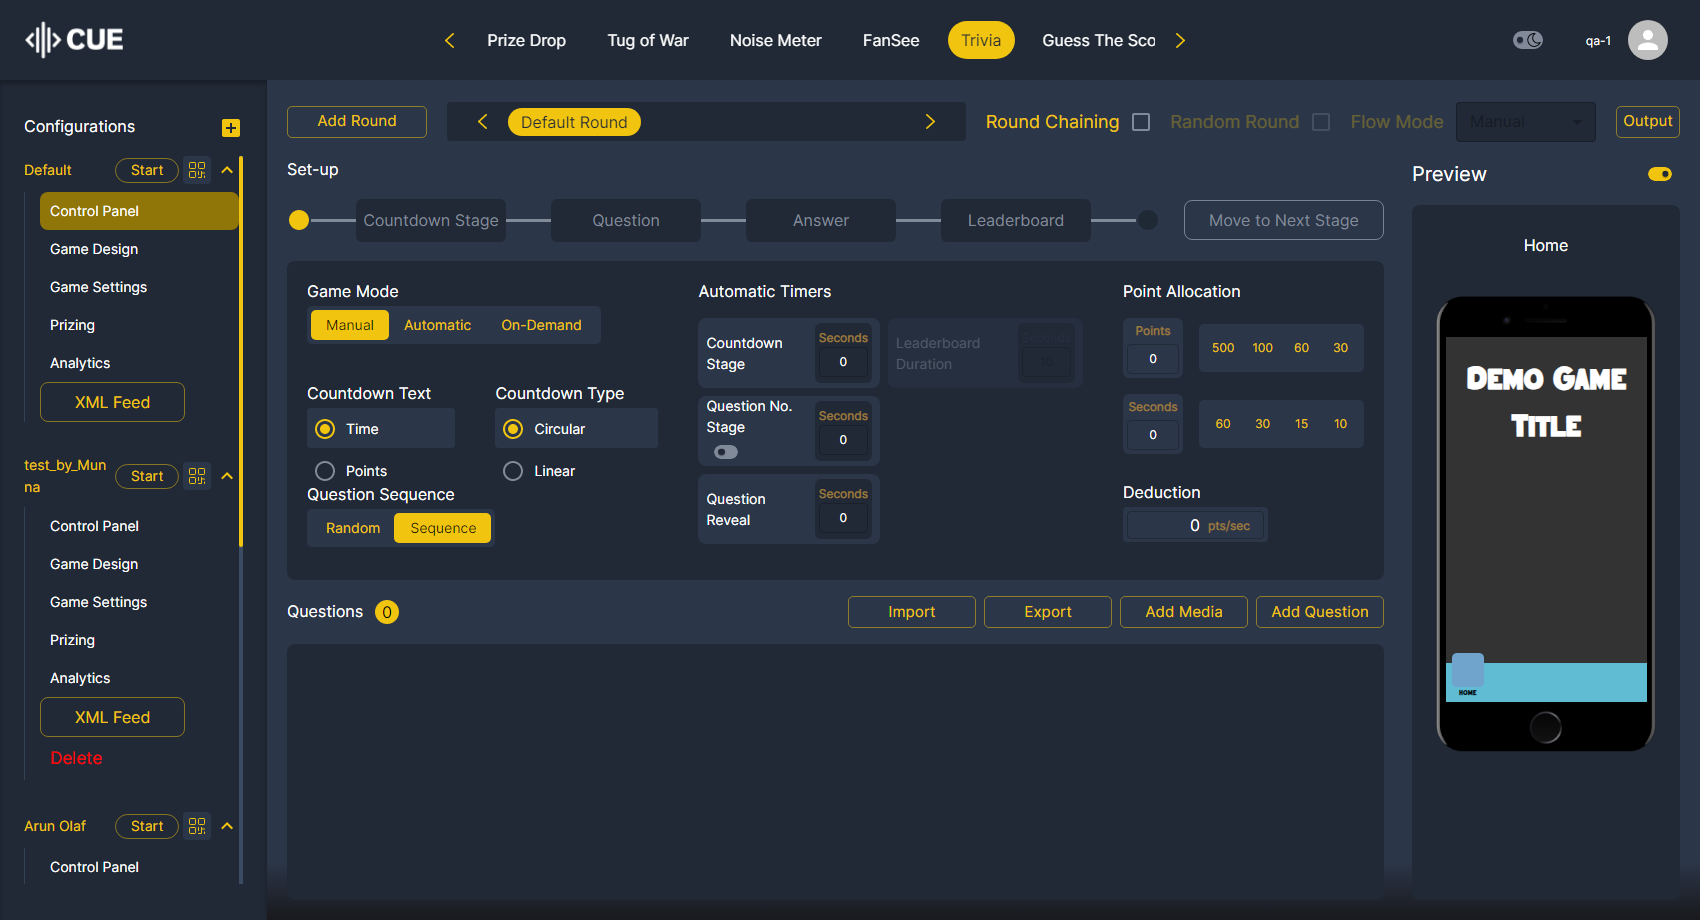 CUE
Prize Drop
Tug of War
Noise Meter
FanSee
Trivia
Guess The Sco
qa-1
Configurations
Default
Start
Control Panel
Game Design
Game Settings
Prizing
Analytics
XML Feed
test_by_Mun
na
Start
Control Panel
Game Design
Game Settings
Prizing
Analytics
XML Feed
Delete
Arun Olaf
Start
Control Panel
Add Round
Default Round
Round Chaining
Random Round
Flow Mode
Manual
Output
Set-up
Countdown Stage
Question
Answer
Leaderboard
Move to Next Stage
Game Mode
Manual
Automatic
On-Demand
Countdown Text
Time
Points
Countdown Type
Circular
Linear
Question Sequence
Random
Sequence
Automatic Timers
Countdown
Stage
Seconds
0
Leaderboard
Duration
Seconds
10
Question No.
Stage
Seconds
0
Question
Reveal
Seconds
0
Point Allocation
Points
0
500
100
60
30
Seconds
0
60
30
15
10
Deduction
0 pts/sec
Questions
0
Import
Export
Add Media
Add Question
Preview
Home
Demo Game
Title
HOME